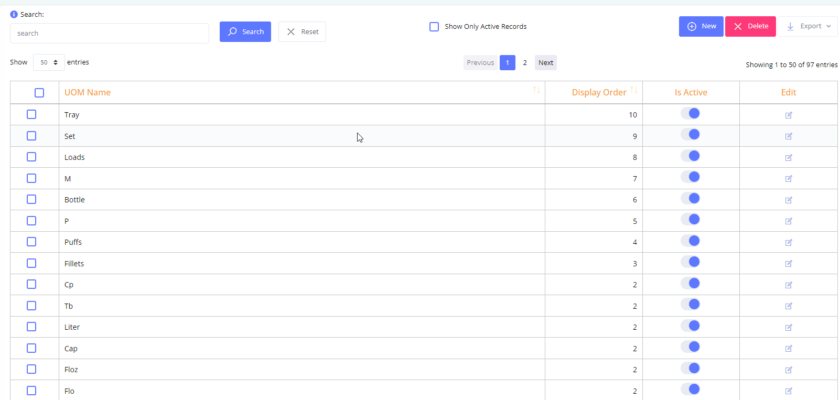 Search:
search
Search
Reset
Show Only Active Records
New
Delete
Export
Show 50 entries
Previous 1 2 Next
Showing 1 to 50 of 97 entries
UOM Name Display Order Is Active Edit
Tray 10
Set 9
Loads 8
M 7
Bottle 6
P 5
Puffs 4
Fillets 3
Cp 2
Tb 2
Liter 2
Cap 2
Floz 2
Flo 2